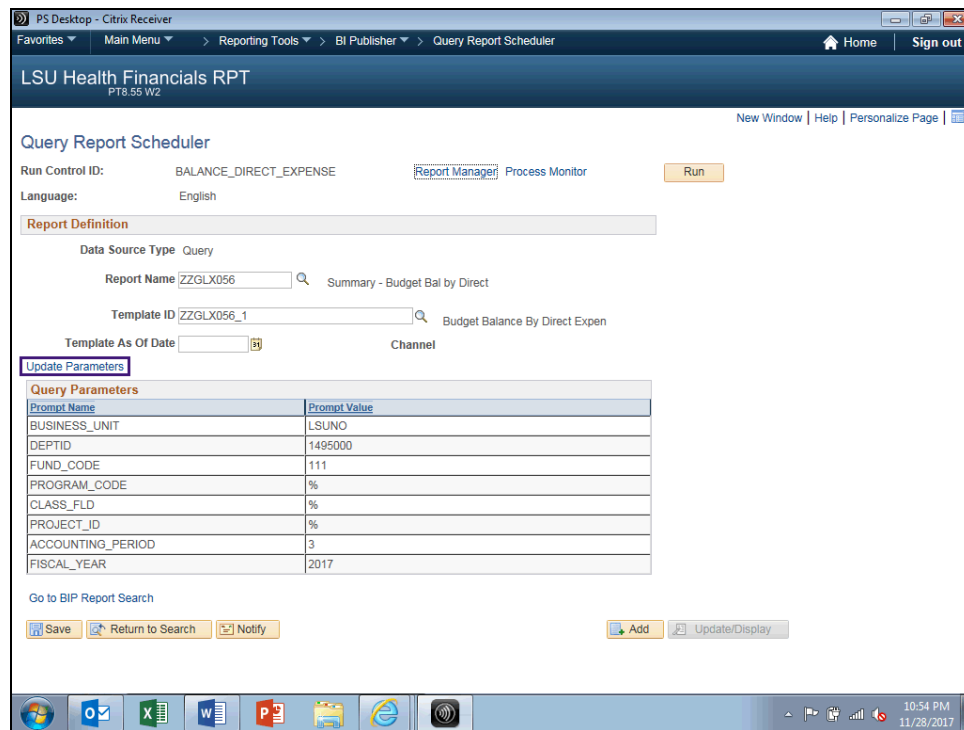 PS Desktop - Citrix Receiver
Favorites Main Menu > Reporting Tools > BI Publisher > Query Report Scheduler Home Sign out
LSU Health Financials RPT
PT8.55 W2
New Window | Help | Personalize Page |
Query Report Scheduler
Run Control ID: BALANCE_DIRECT_EXPENSE Report Manager Process Monitor Run
Language: English
Report Definition
Data Source Type Query
Report Name ZZGLX056 Summary - Budget Bal by Direct
Template ID ZZGLX056_1 Budget Balance By Direct Expen
Template As Of Date 31 Channel
Update Parameters
Query Parameters
Prompt Name Prompt Value
BUSINESS_UNIT LSUNO
DEPTID 1495000
FUND_CODE 111
PROGRAM_CODE %
CLASS_FLD %
PROJECT_ID %
ACCOUNTING_PERIOD 3
FISCAL_YEAR 2017
Go to BIP Report Search
Save Return to Search Notify Add Update/Display
10:54 PM
11/28/2017